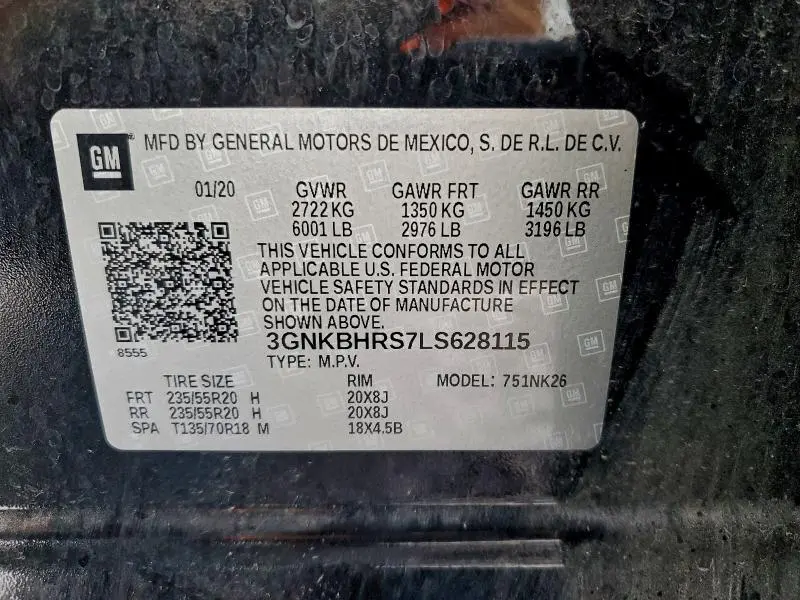 GM
MFD BY GENERAL MOTORS DE MEXICO, S. DE R.L. DE C.V.
01/20 GVWR GAWR FRT GAWR RR
2722 KG 1350 KG 1450 KG
6001 LB 2976 LB 3196 LB
THIS VEHICLE CONFORMS TO ALL
APPLICABLE U.S. FEDERAL MOTOR
VEHICLE SAFETY STANDARDS IN EFFECT
ON THE DATE OF MANUFACTURE
SHOWN ABOVE.
8555
3GNKBHRS7LS628115
TYPE: M.P.V.
TIRE SIZE RIM MODEL: 751NK26
FRT 235/55R20 H 20X8J
RR 235/55R20 H 20X8J
SPA T135/70R18 M 18X4.5B